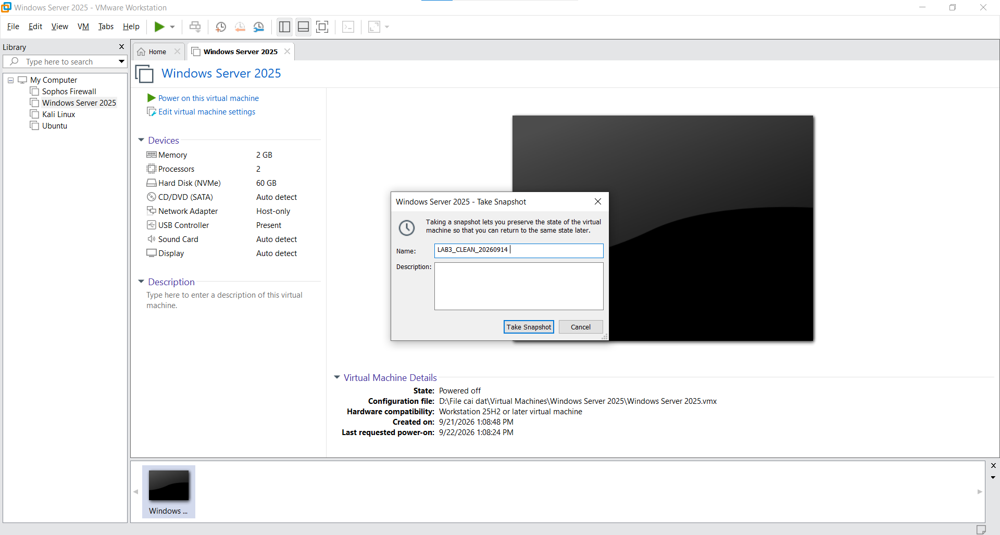 Windows Server 2025 - VMware Workstation
File Edit View VM Tabs Help
Library
Type here to search
My Computer
Sophos Firewall
Windows Server 2025
Kali Linux
Ubuntu
Home
Windows Server 2025
Windows Server 2025
Power on this virtual machine
Edit virtual machine settings
Devices
Memory 2 GB
Processors 2
Hard Disk (NVMe) 60 GB
CD/DVD (SATA) Auto detect
Network Adapter Host-only
USB Controller Present
Sound Card Auto detect
Display Auto detect
Description
Type here to enter a description of this virtual
machine.
Windows Server 2025 - Take Snapshot
Taking a snapshot lets you preserve the state of the virtual
machine so that you can return to the same state later.
Name: LAB3_CLEAN_20260914
Description:
Take Snapshot Cancel
Virtual Machine Details
State: Powered off
Configuration file: D:\File cai dat\Virtual Machines\Windows Server 2025\Windows Server 2025.vmx
Hardware compatibility: Workstation 25H2 or later virtual machine
Created on: 9/21/2026 1:08:48 PM
Last requested power-on: 9/22/2026 1:08:24 PM
Windows ...